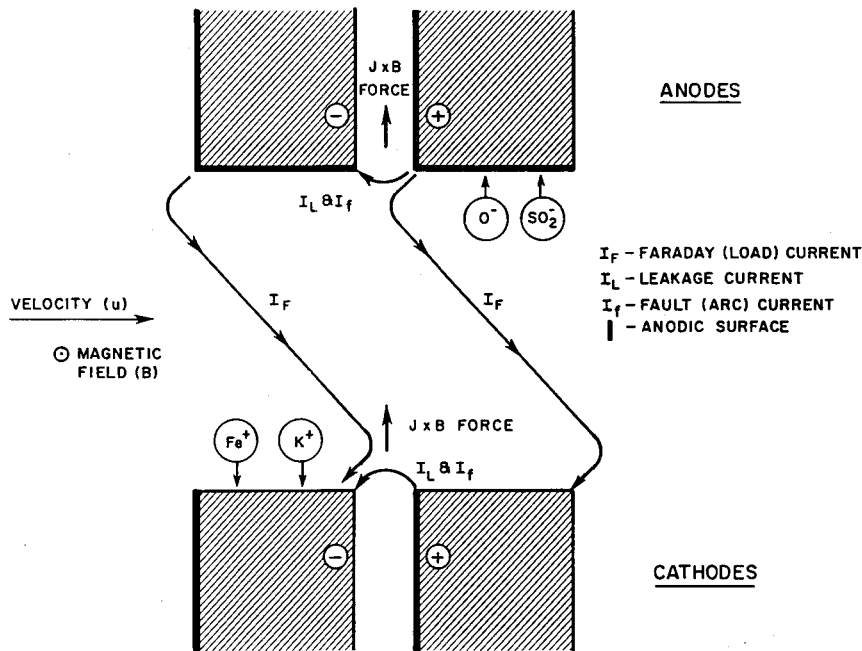 J x B
FORCE
ANODES
−
+
I_L & I_f
O⁻
SO₂⁻
I_F – FARADAY (LOAD) CURRENT
I_L – LEAKAGE CURRENT
I_f – FAULT (ARC) CURRENT
▌ – ANODIC SURFACE
VELOCITY (u)
I_F
I_F
⊙ MAGNETIC
FIELD (B)
Fe⁺
K⁺
J x B FORCE
I_L & I_f
−
+
CATHODES